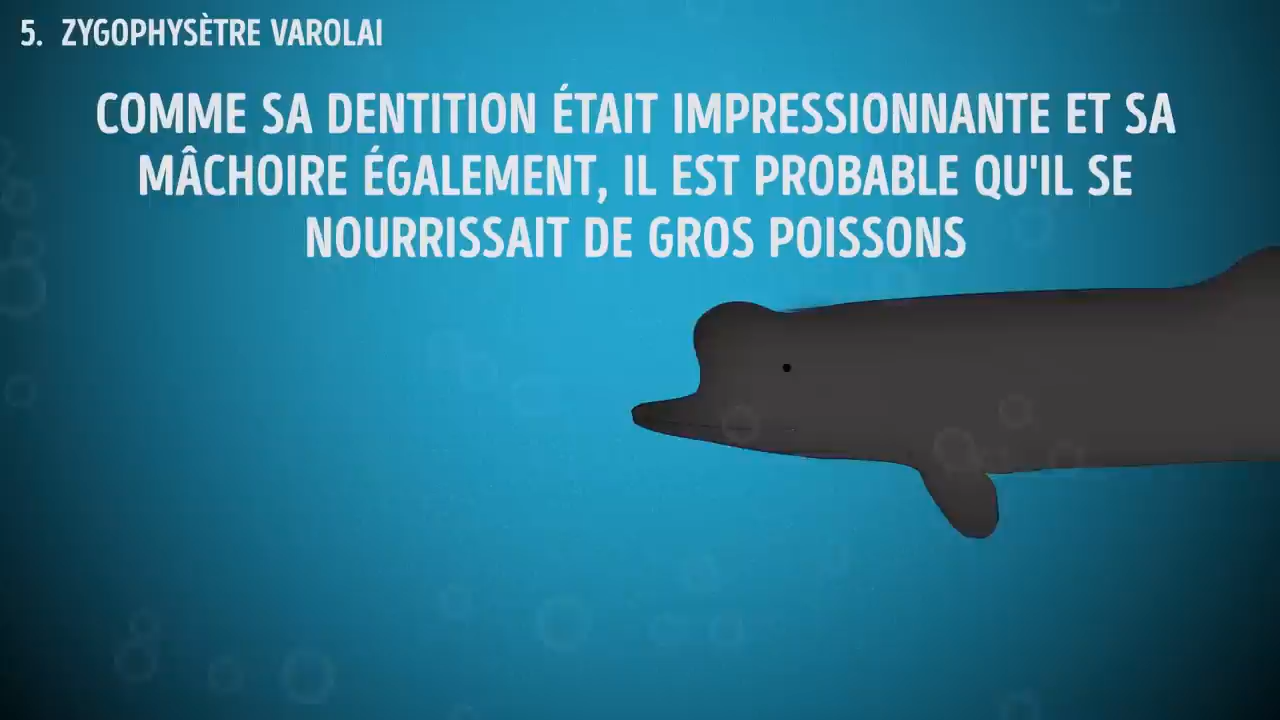 5. ZYGOPHYSÈTRE VAROLAI
COMME SA DENTITION ÉTAIT IMPRESSIONNANTE ET SA
MÂCHOIRE ÉGALEMENT, IL EST PROBABLE QU'IL SE
NOURRISSAIT DE GROS POISSONS